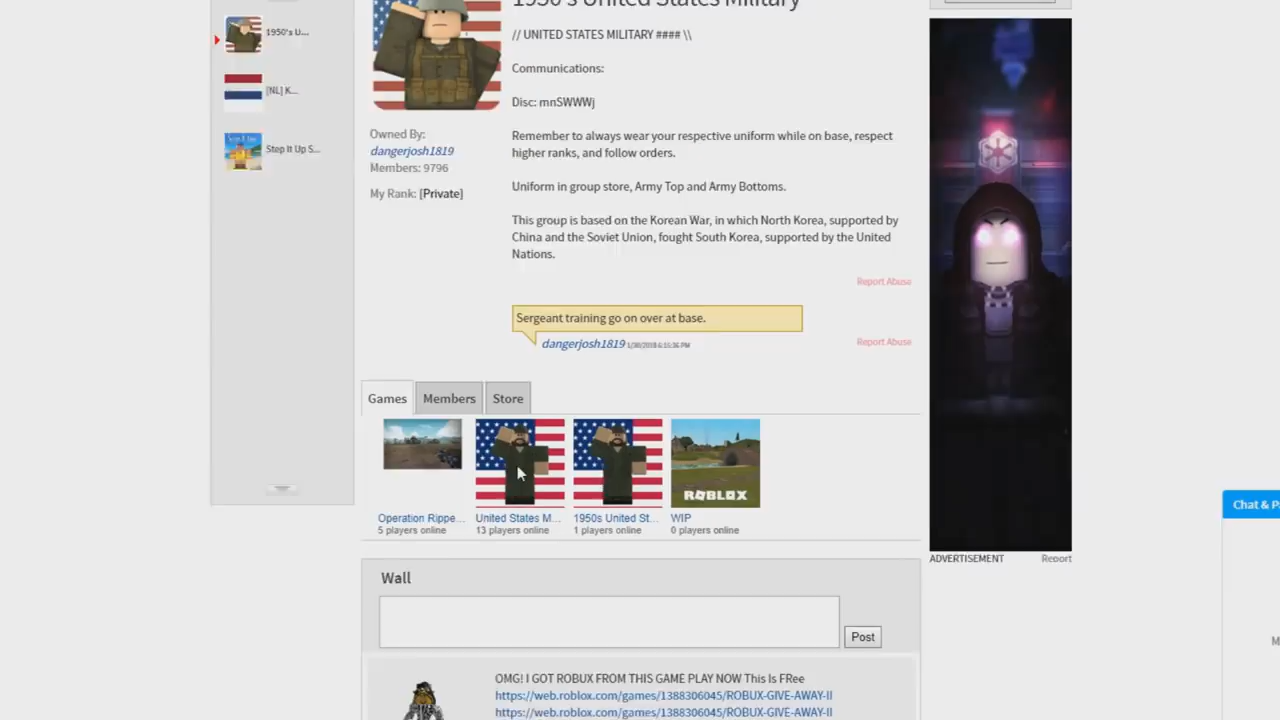 1950's United States Military
1950's U...
[NL] K...
Step It Up S...
// UNITED STATES MILITARY #### \\
Communications:
Disc: mnSWWWj
Remember to always wear your respective uniform while on base, respect
higher ranks, and follow orders.
Uniform in group store, Army Top and Army Bottoms.
This group is based on the Korean War, in which North Korea, supported by
China and the Soviet Union, fought South Korea, supported by the United
Nations.
Report Abuse
Owned By:
dangerjosh1819
Members: 9796
My Rank: [Private]
Sergeant training go on over at base.
dangerjosh1819
Report Abuse
Games
Members
Store
ROBLOX
Operation Rippe...
5 players online
United States M...
13 players online
1950s United St...
1 players online
WIP
0 players online
Wall
Post
OMG! I GOT ROBUX FROM THIS GAME PLAY NOW This Is FRee
https://web.roblox.com/games/1388306045/ROBUX-GIVE-AWAY-II
https://web.roblox.com/games/1388306045/ROBUX-GIVE-AWAY-II
ADVERTISEMENT
Report
Chat & P